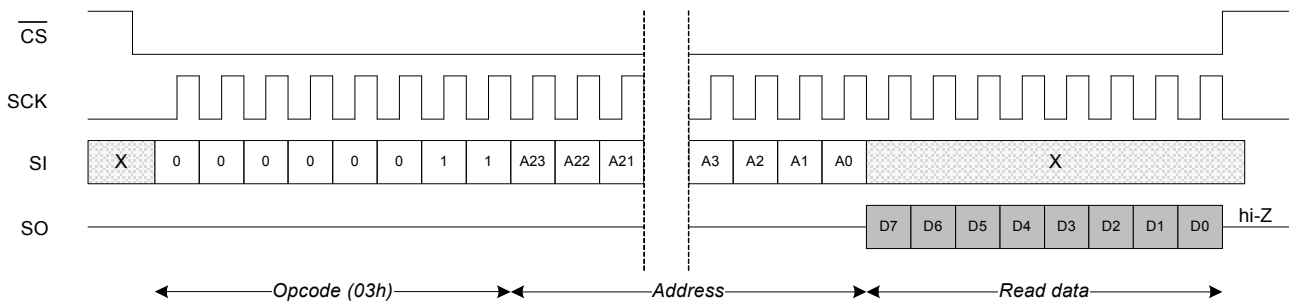 CS
SCK
SI X 0 0 0 0 0 0 1 1 A23 A22 A21 A3 A2 A1 A0 X
SO D7 D6 D5 D4 D3 D2 D1 D0 hi-Z
Opcode (03h) Address Read data